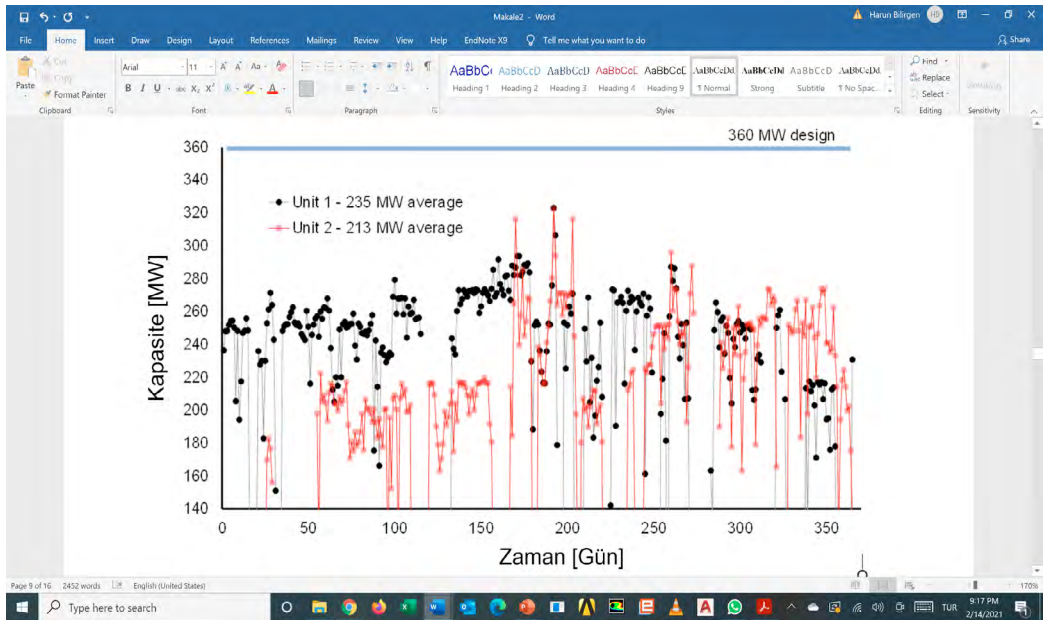 Makale2 - Word
Harun Bilirgen
HB
File Home Insert Draw Design Layout References Mailings Review View Help EndNote X9 Tell me what you want to do
Share
Paste
Cut
Copy
Format Painter
Clipboard
Arial 11
Font
Paragraph
AaBbC AaBbCcD AaBbCcD AaBbCcE AaBbCcE AaBbCcDd AaBbCcDd AaBbCcD AaBbCcDd
Heading 1 Heading 2 Heading 3 Heading 4 Heading 9 ¶ Normal Strong Subtitle ¶ No Spac...
Styles
Find
Replace
Select
Editing
Sensitivity
360 MW design
Unit 1 - 235 MW average
Unit 2 - 213 MW average
Kapasite [MW]
360
340
320
300
280
260
240
220
200
180
160
140
0 50 100 150 200 250 300 350
Zaman [Gün]
Page 9 of 16 2452 words English (United States)
170%
Type here to search
TUR
9:17 PM
2/14/2021